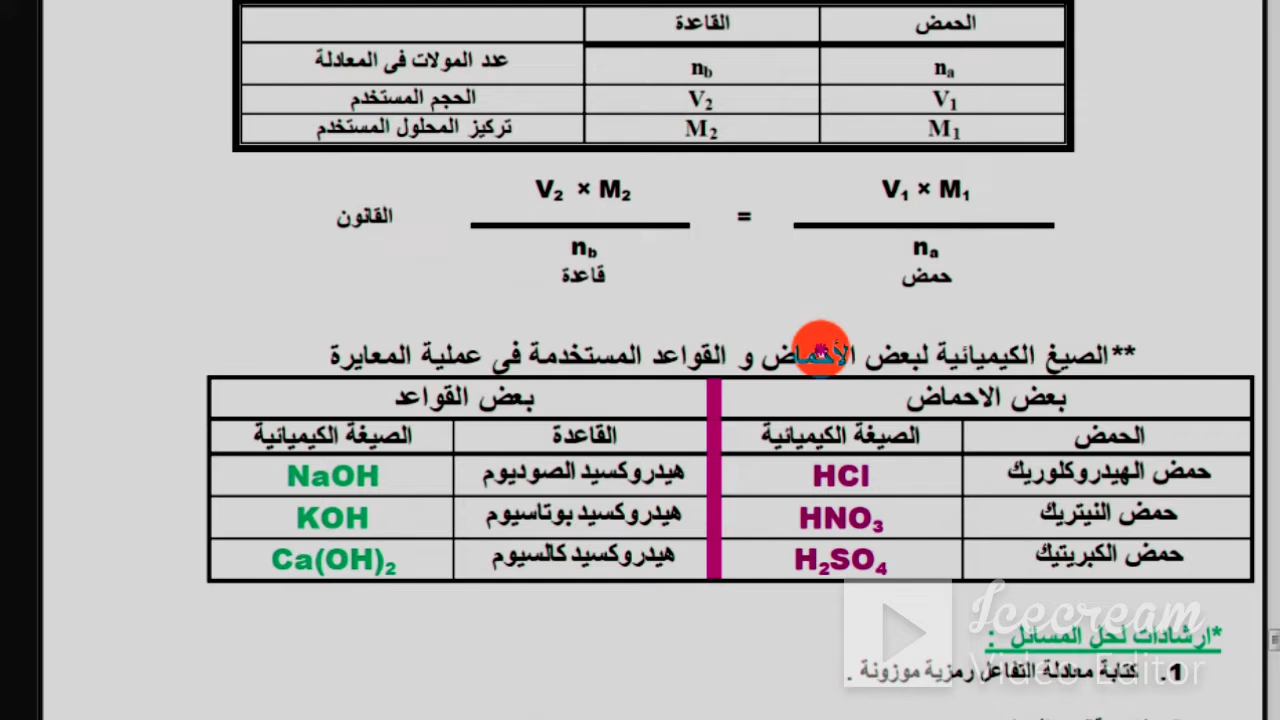 الحمض القاعدة
nₐ n_b عدد المولات فى المعادلة
V₁ V₂ الحجم المستخدم
M₁ M₂ تركيز المحلول المستخدم
V₁ × M₁ V₂ × M₂
= القانون
nₐ n_b
حمض قاعدة
**الصيغ الكيميائية لبعض الأحماض و القواعد المستخدمة في عملية المعايرة
بعض الاحماض بعض القواعد
الحمض الصيغة الكيميائية القاعدة الصيغة الكيميائية
حمض الهيدروكلوريك HCl هيدروكسيد الصوديوم NaOH
حمض النيتريك HNO₃ هيدروكسيد بوتاسيوم KOH
حمض الكبريتيك H₂SO₄ هيدروكسيد كالسيوم Ca(OH)₂
*ارشادات لحل المسائل :
1. كتابة معادلة التفاعل رمزية موزونة .
Icecream
Video Editor